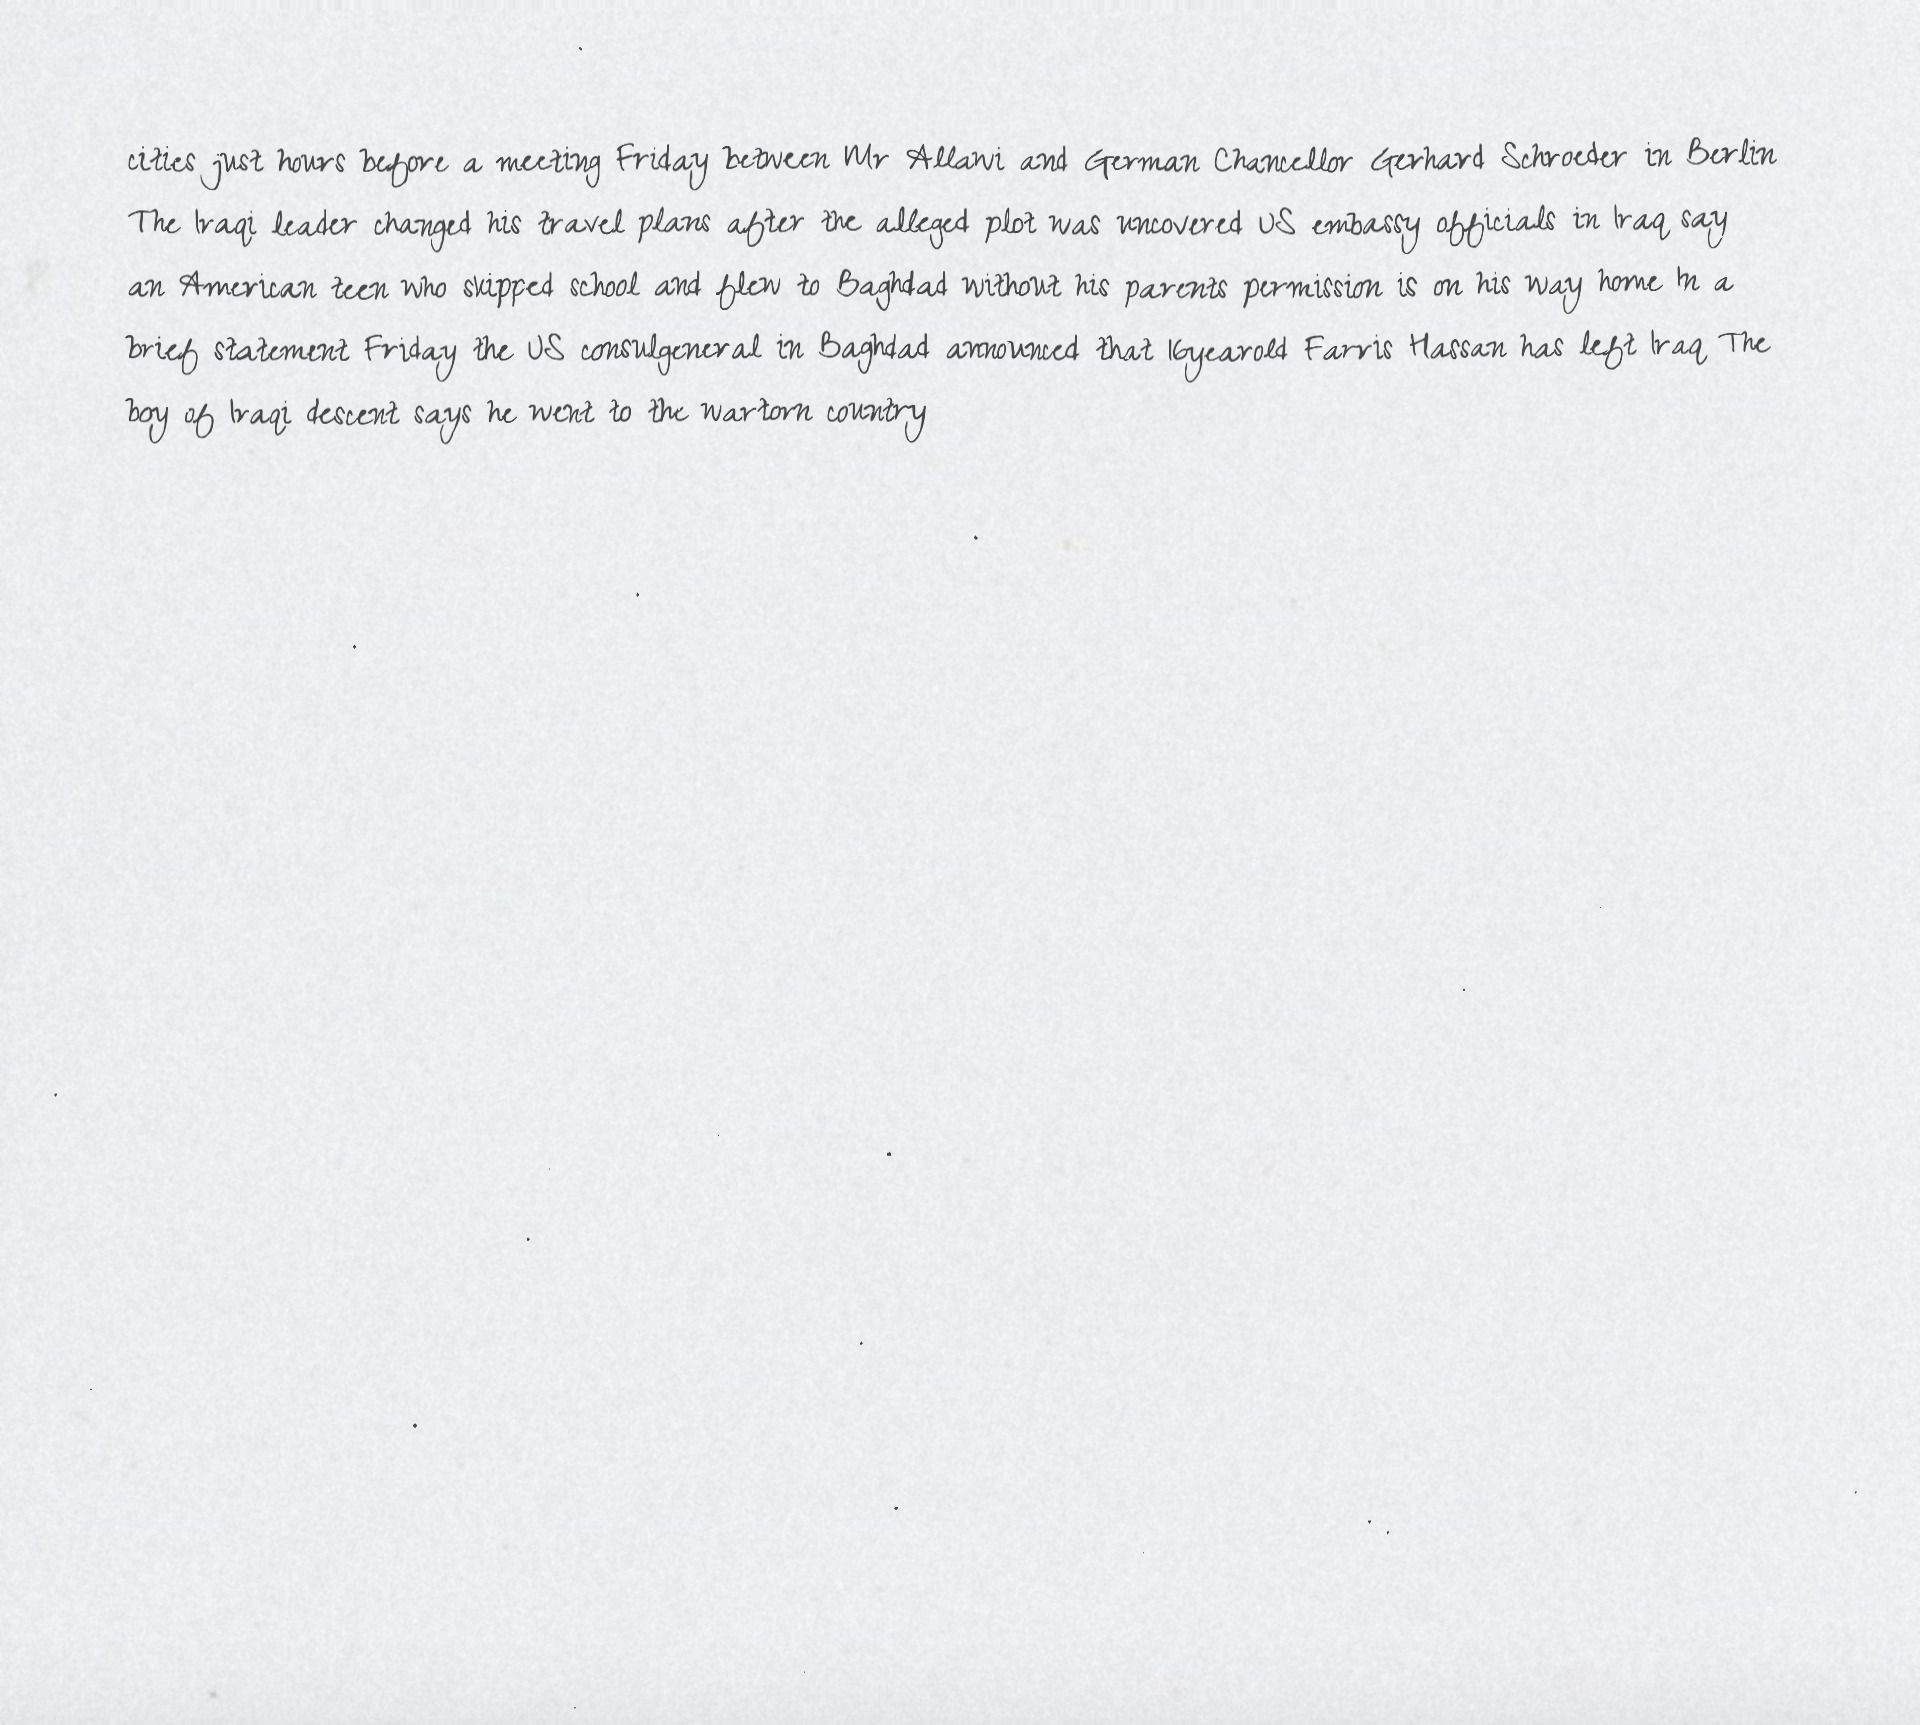 cities just hours before a meeting Friday between Mr Allawi and German Chancellor Gerhard Schroeder in Berlin
The Iraqi leader changed his travel plans after the alleged plot was uncovered US embassy officials in Iraq say
an American teen who skipped school and flew to Baghdad without his parents permission is on his way home In a
brief statement Friday the US consulgeneral in Baghdad announced that 16yearold Farris Hassan has left Iraq The
boy of Iraqi descent says he went to the wartorn country